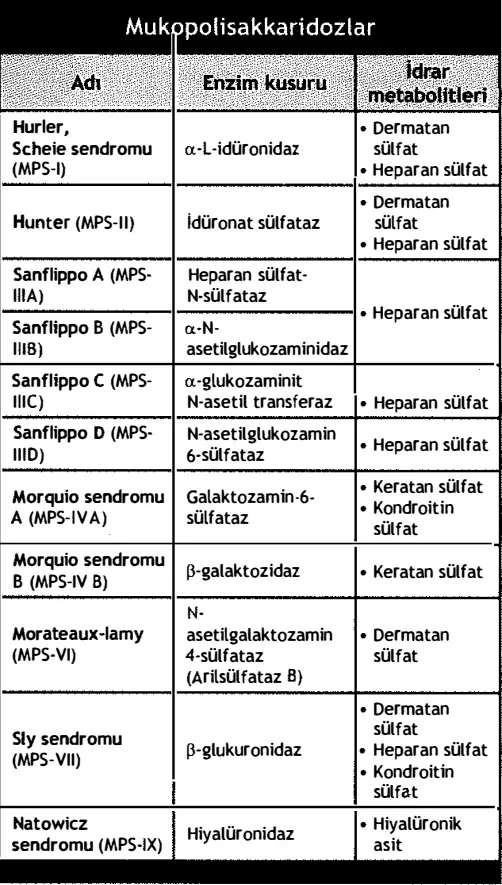 Mukopolisakkaridozlar
Adı
Enzim kusuru
İdrar
metabolitleri
Hurler,
Scheie sendromu
(MPS-I)
α-L-idüronidaz
• Dermatan
sülfat
• Heparan sülfat
Hunter (MPS-II)
İdüronat sülfataz
• Dermatan
sülfat
• Heparan sülfat
Sanflippo A (MPS-
IIIA)
Heparan sülfat-
N-sülfataz
• Heparan sülfat
Sanflippo B (MPS-
IIIB)
α-N-
asetilglukozaminidaz
Sanflippo C (MPS-
IIIC)
α-glukozaminit
N-asetil transferaz
• Heparan sülfat
Sanflippo D (MPS-
IIID)
N-asetilglukozamin
6-sülfataz
• Heparan sülfat
Morquio sendromu
A (MPS-IVA)
Galaktozamin-6-
sülfataz
• Keratan sülfat
• Kondroitin
sülfat
Morquio sendromu
B (MPS-IV B)
β-galaktozidaz
• Keratan sülfat
Morateaux-lamy
(MPS-VI)
N-
asetilgalaktozamin
4-sülfataz
(Arilsülfataz B)
• Dermatan
sülfat
Sly sendromu
(MPS-VII)
β-glukuronidaz
• Dermatan
sülfat
• Heparan sülfat
• Kondroitin
sülfat
Natowicz
sendromu (MPS-IX)
Hiyalüronidaz
• Hiyalüronik
asit